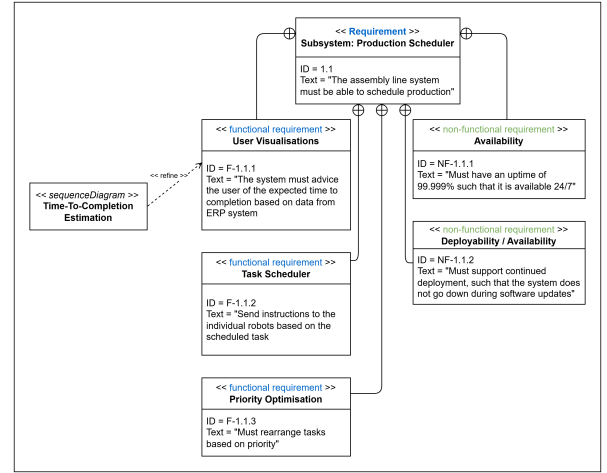 << Requirement >>
Subsystem: Production Scheduler
ID = 1.1
Text = "The assembly line system
must be able to schedule production"
<< functional requirement >>
User Visualisations
ID = F-1.1.1
Text = "The system must advice
the user of the expected time to
completion based on data from
ERP system
<< non-functional requirement >>
Availability
ID = NF-1.1.1
Text = "Must have an uptime of
99.999% such that it is available 24/7"
<< refine >>
<< sequenceDiagram >>
Time-To-Completion
Estimation
<< non-functional requirement >>
Deployability / Availability
ID = NF-1.1.2
Text = "Must support continued
deployment, such that the system does
not go down during software updates"
<< functional requirement >>
Task Scheduler
ID = F-1.1.2
Text = "Send instructions to the
individual robots based on the
scheduled task
<< functional requirement >>
Priority Optimisation
ID = F-1.1.3
Text = "Must rearrange tasks
based on priority"